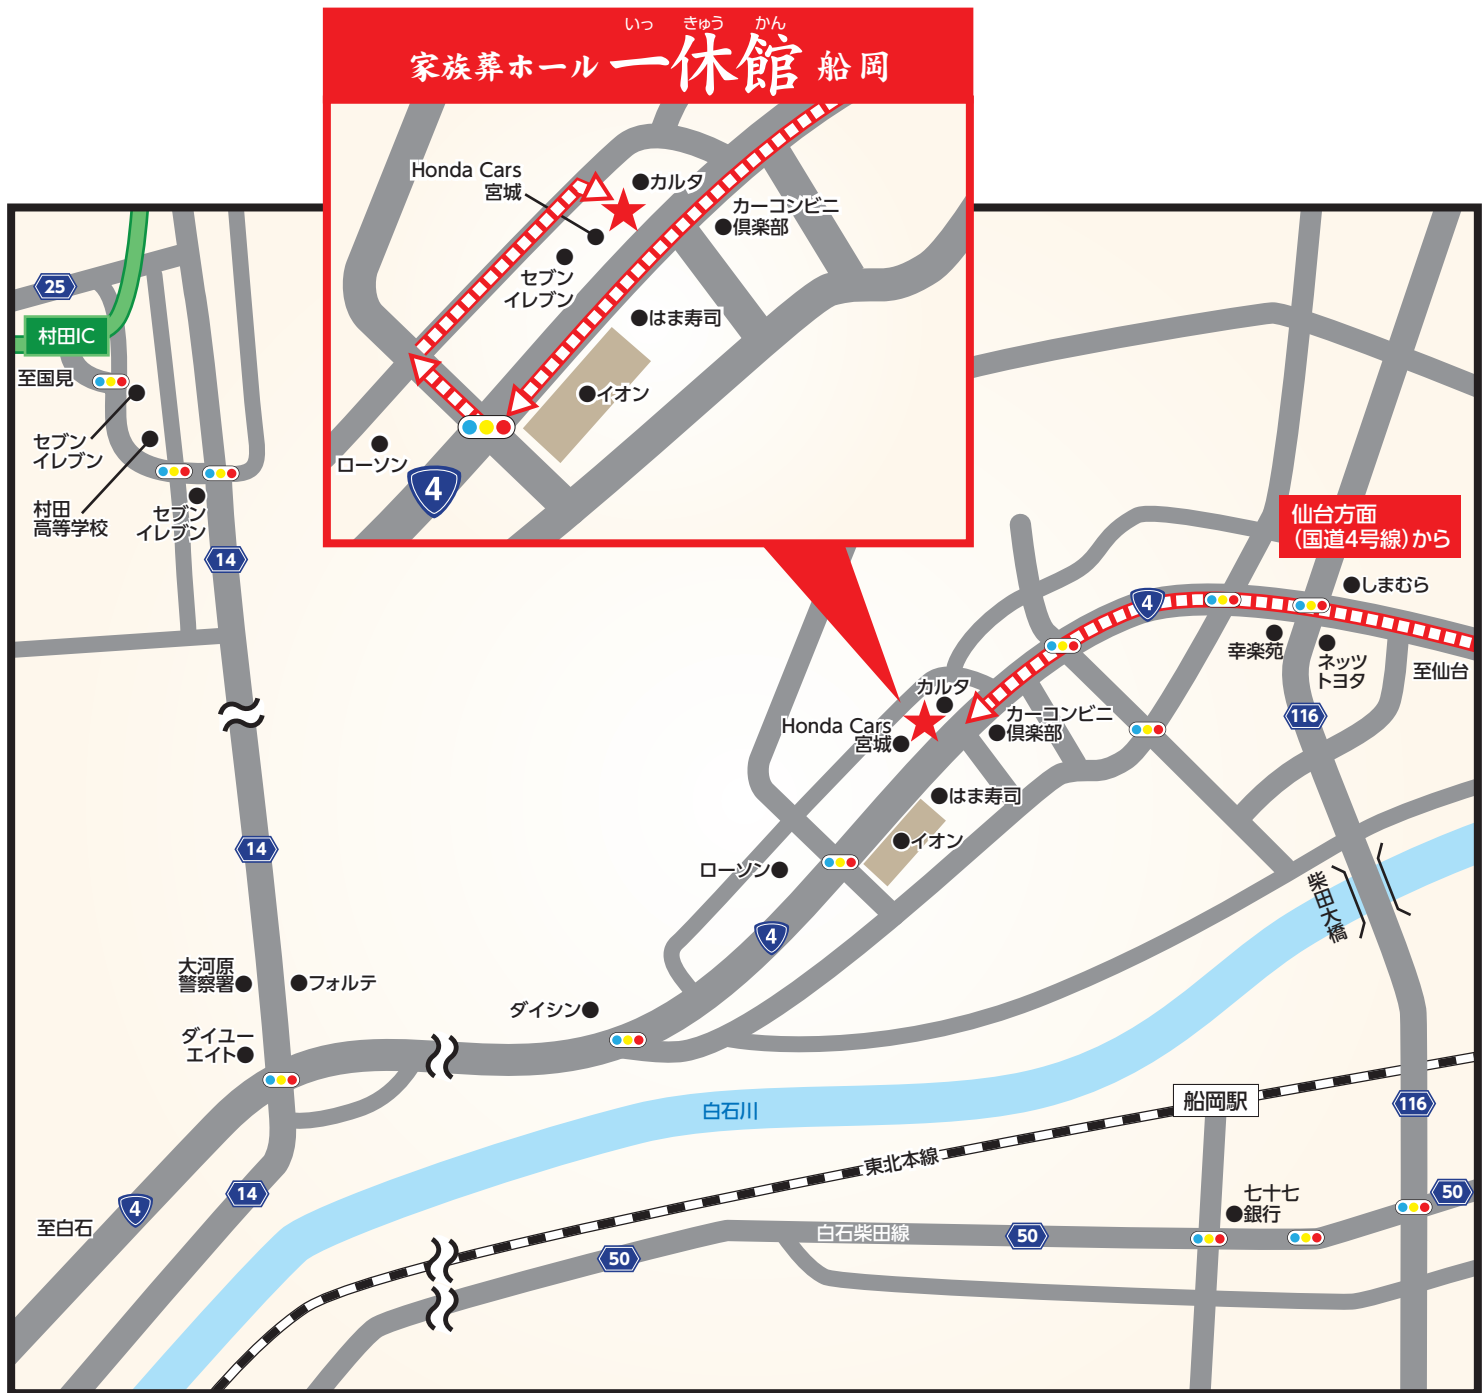 いっ きゅう かん
家族葬ホール 一休館 船岡
Honda Cars
宮城
カルタ
カーコンビニ
倶楽部
セブン
イレブン
はま寿司
イオン
ローソン
4
25
村田IC
至国見
セブン
イレブン
村田
高等学校
セブン
イレブン
14
仙台方面
(国道4号線)から
しまむら
4
幸楽苑
ネッツ
トヨタ
至仙台
116
カルタ
Honda Cars
宮城
カーコンビニ
倶楽部
はま寿司
イオン
ローソン
14
4
柴田大橋
大河原
警察署
フォルテ
ダイシン
ダイユー
エイト
白石川
船岡駅
116
東北本線
14
4
至白石
七十七
銀行
50
白石柴田線
50
50